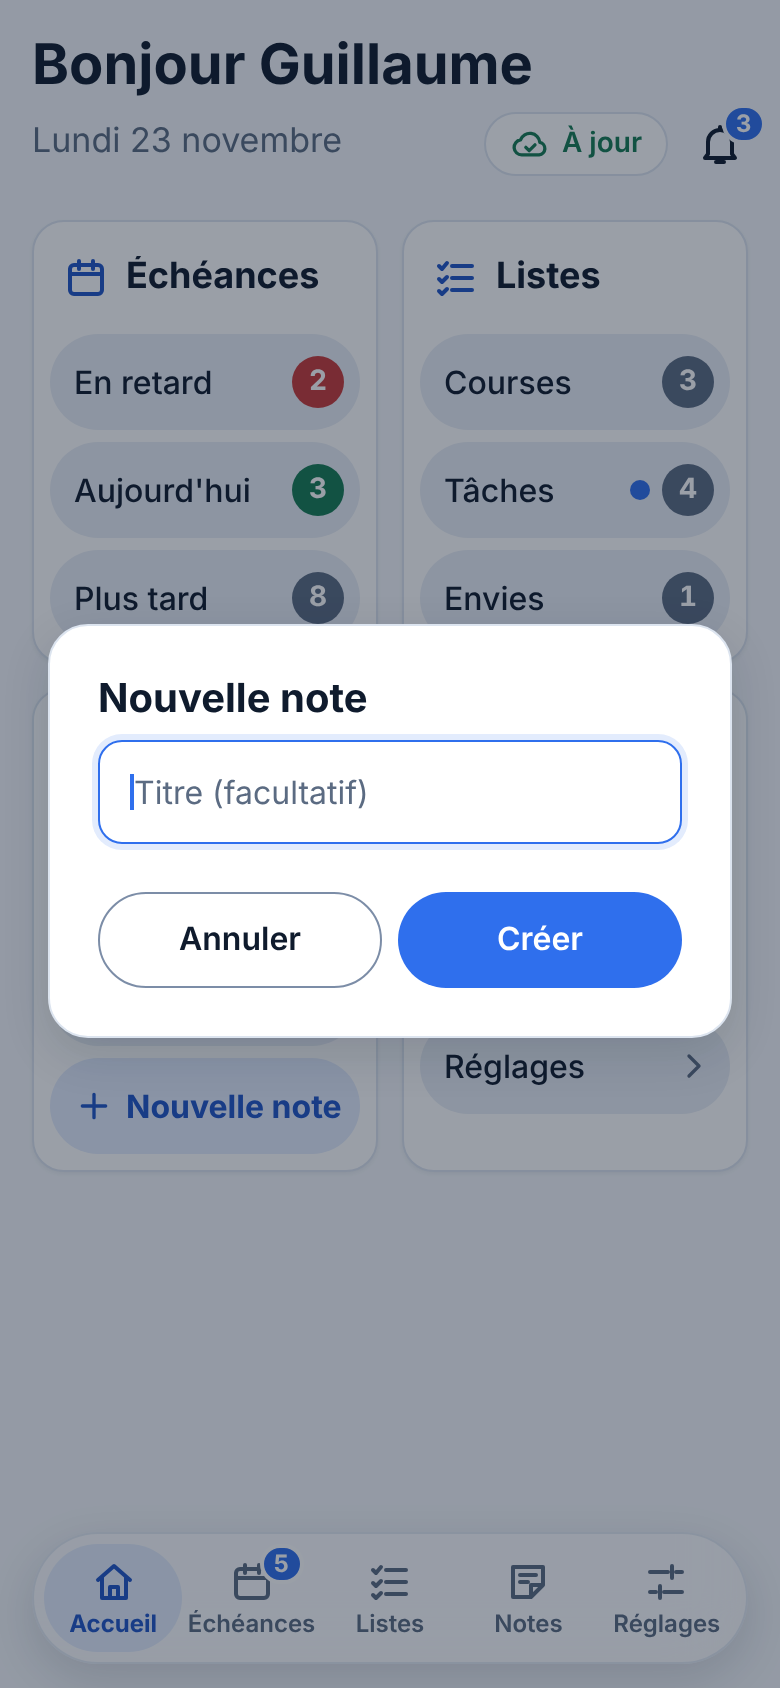 Bonjour Guillaume
Lundi 23 novembre
À jour
3
Échéances
En retard 2
Aujourd'hui 3
Plus tard 8
Listes
Courses 3
Tâches 4
Envies 1
Nouvelle note
Titre (facultatif)
Annuler
Créer
Nouvelle note
Réglages
Accueil
Échéances 5
Listes
Notes
Réglages